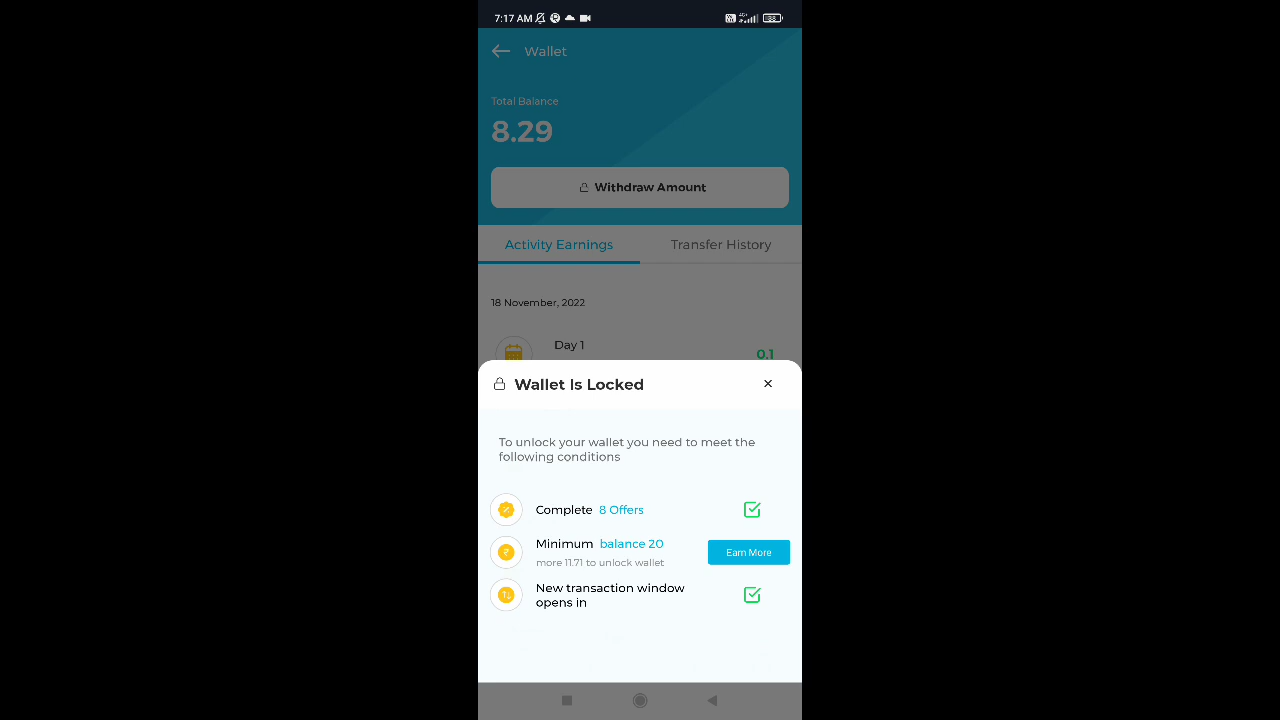 7:17 AM
Wallet
Total Balance
8.29
Withdraw Amount
Activity Earnings
Transfer History
18 November, 2022
Day 1
0.1
Wallet Is Locked
To unlock your wallet you need to meet the
following conditions
Complete 8 Offers
Minimum balance 20
more 11.71 to unlock wallet
Earn More
New transaction window
opens in